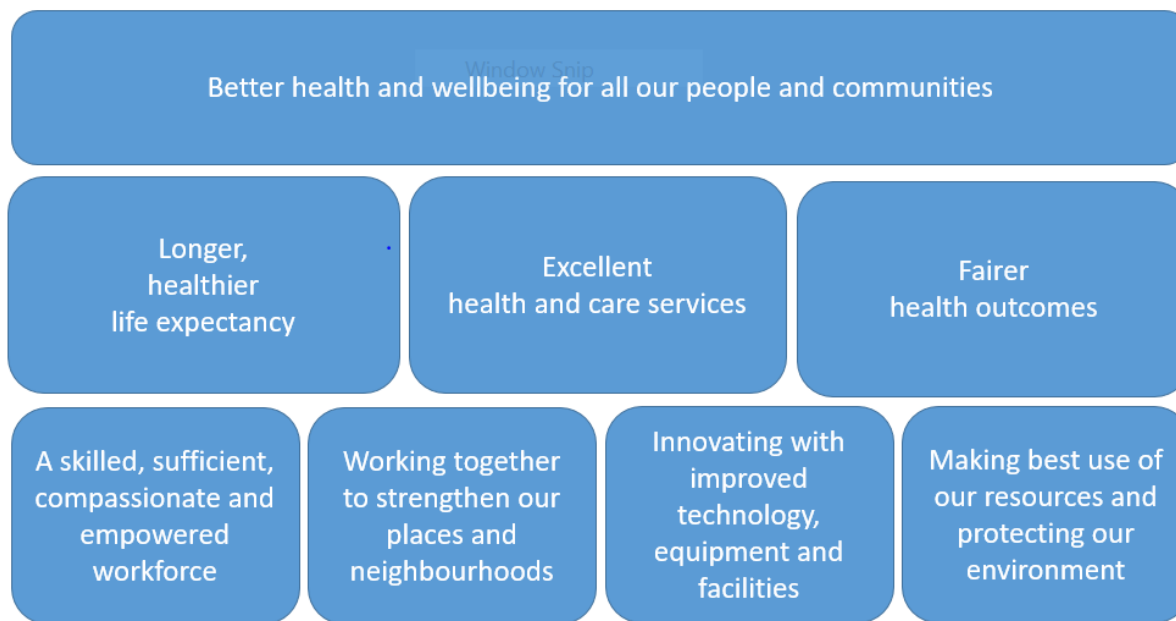 Window Snip
Better health and wellbeing for all our people and communities
Longer,
healthier
life expectancy
Excellent
health and care services
Fairer
health outcomes
A skilled, sufficient,
compassionate and
empowered
workforce
Working together
to strengthen our
places and
neighbourhoods
Innovating with
improved
technology,
equipment and
facilities
Making best use of
our resources and
protecting our
environment